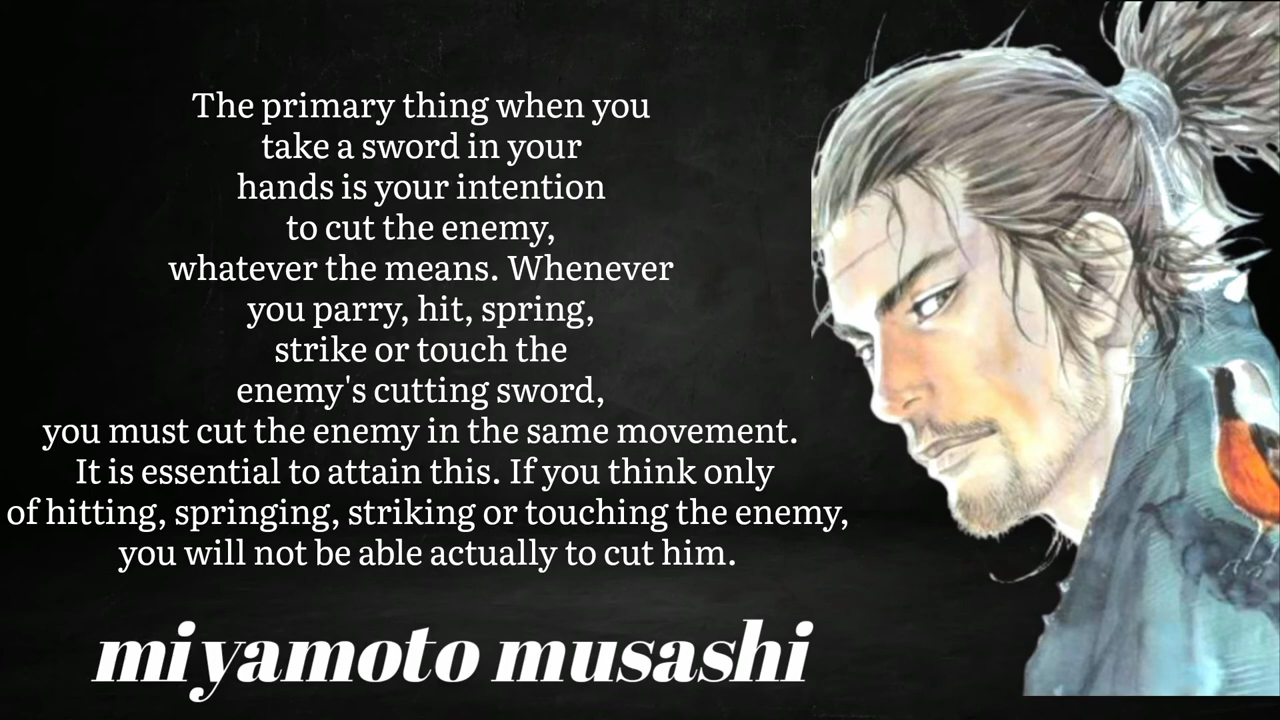 The primary thing when you
take a sword in your
hands is your intention
to cut the enemy,
whatever the means. Whenever
you parry, hit, spring,
strike or touch the
enemy's cutting sword,
you must cut the enemy in the same movement.
It is essential to attain this. If you think only
of hitting, springing, striking or touching the enemy,
you will not be able actually to cut him.
miyamoto musashi